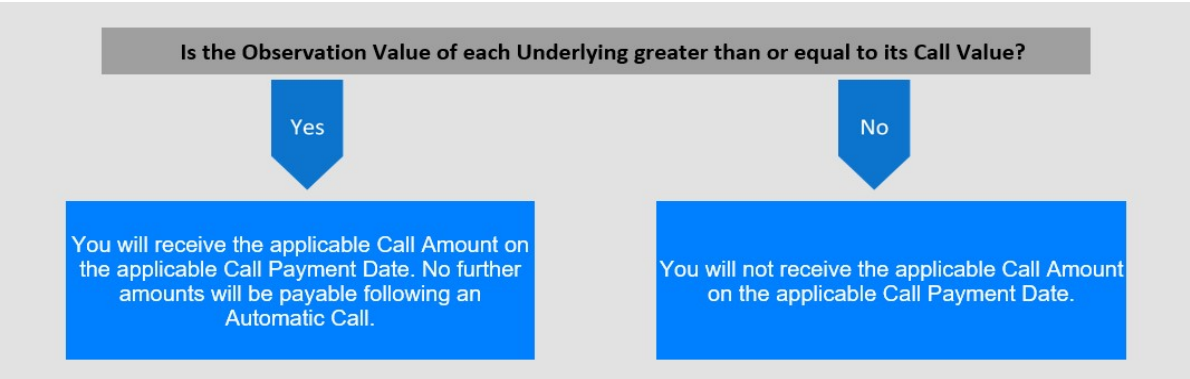 Is the Observation Value of each Underlying greater than or equal to its Call Value?
Yes
No
You will receive the applicable Call Amount on
the applicable Call Payment Date. No further
amounts will be payable following an
Automatic Call.
You will not receive the applicable Call Amount
on the applicable Call Payment Date.